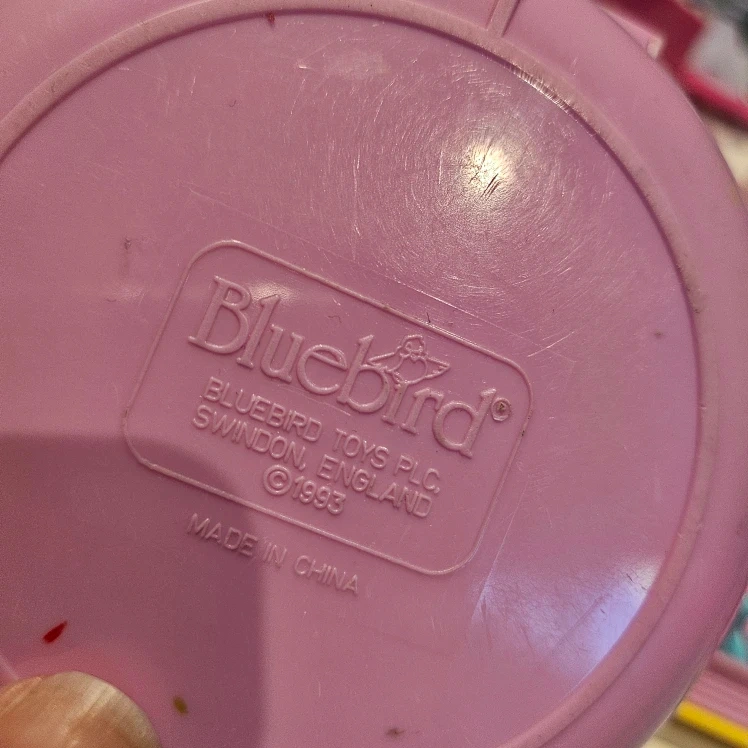 Bluebird®
BLUEBIRD TOYS PLC.
SWINDON, ENGLAND
©1993
MADE IN CHINA